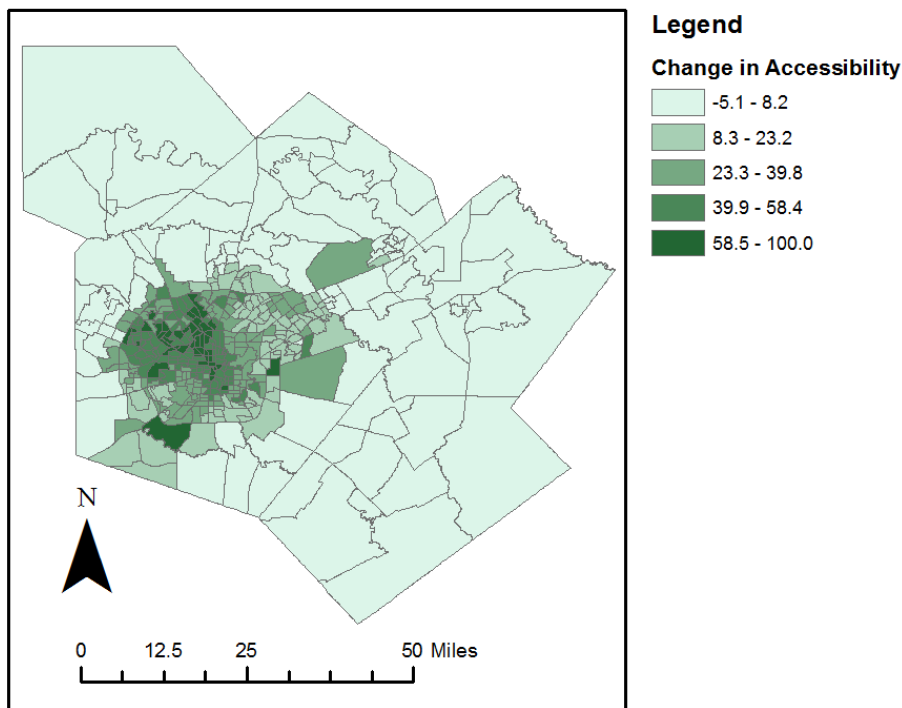 Legend
Change in Accessibility
-5.1 - 8.2
8.3 - 23.2
23.3 - 39.8
39.9 - 58.4
58.5 - 100.0
N
0 12.5 25 50 Miles